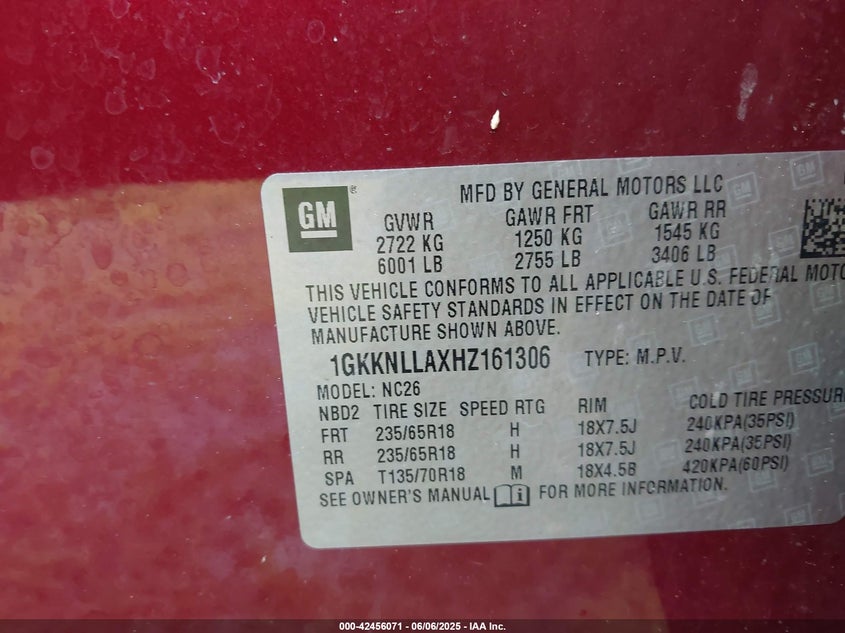 GM®
MFD BY GENERAL MOTORS LLC
GVWR GAWR FRT GAWR RR
2722 KG 1250 KG 1545 KG
6001 LB 2755 LB 3406 LB
THIS VEHICLE CONFORMS TO ALL APPLICABLE U.S. FEDERAL MOTO
VEHICLE SAFETY STANDARDS IN EFFECT ON THE DATE OF
MANUFACTURE SHOWN ABOVE.
1GKKNLLAXHZ161306 TYPE: M.P.V.
MODEL: NC26
NBD2 TIRE SIZE SPEED RTG RIM COLD TIRE PRESSURE
FRT 235/65R18 H 18X7.5J 240KPA(35PSI)
RR 235/65R18 H 18X7.5J 240KPA(35PSI)
SPA T135/70R18 M 18X4.5B 420KPA(60PSI)
SEE OWNER'S MANUAL FOR MORE INFORMATION.
000-42456071 - 06/06/2025 - IAA Inc.